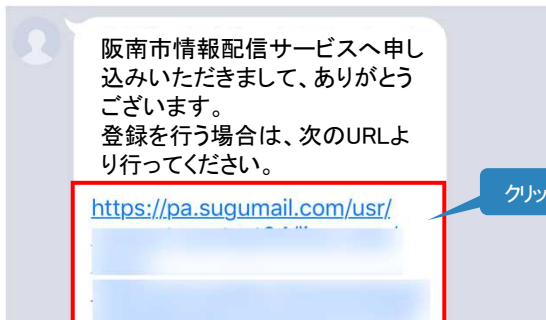 阪南市情報配信サービスへ申し
込みいただきまして、ありがとう
ございます。
登録を行う場合は、次のURLよ
り行ってください。
https://pa.sugumail.com/usr/
クリッ